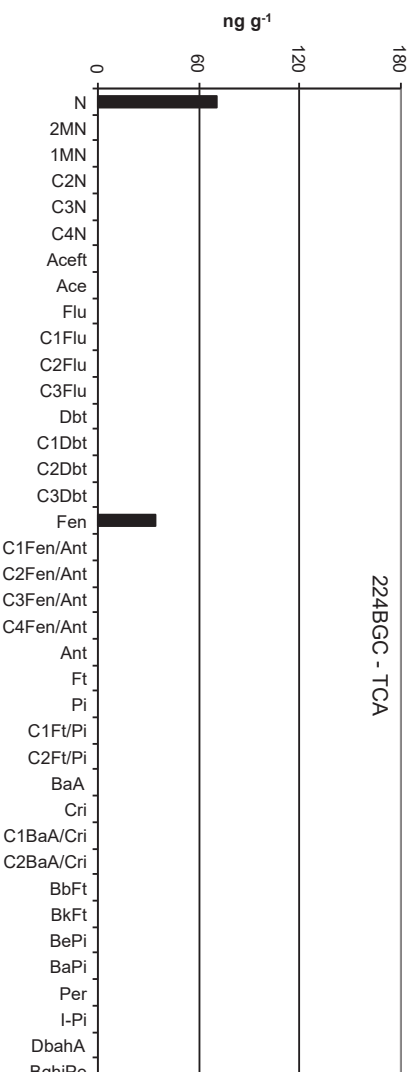 ng g-1
0 60 120 180
N
2MN
1MN
C2N
C3N
C4N
Aceft
Ace
Flu
C1Flu
C2Flu
C3Flu
Dbt
C1Dbt
C2Dbt
C3Dbt
Fen
C1Fen/Ant
C2Fen/Ant
C3Fen/Ant
C4Fen/Ant
Ant
Ft
Pi
C1Ft/Pi
C2Ft/Pi
BaA
Cri
C1BaA/Cri
C2BaA/Cri
BbFt
BkFt
BePi
BaPi
Per
I-Pi
DbahA
224BGC - TCA